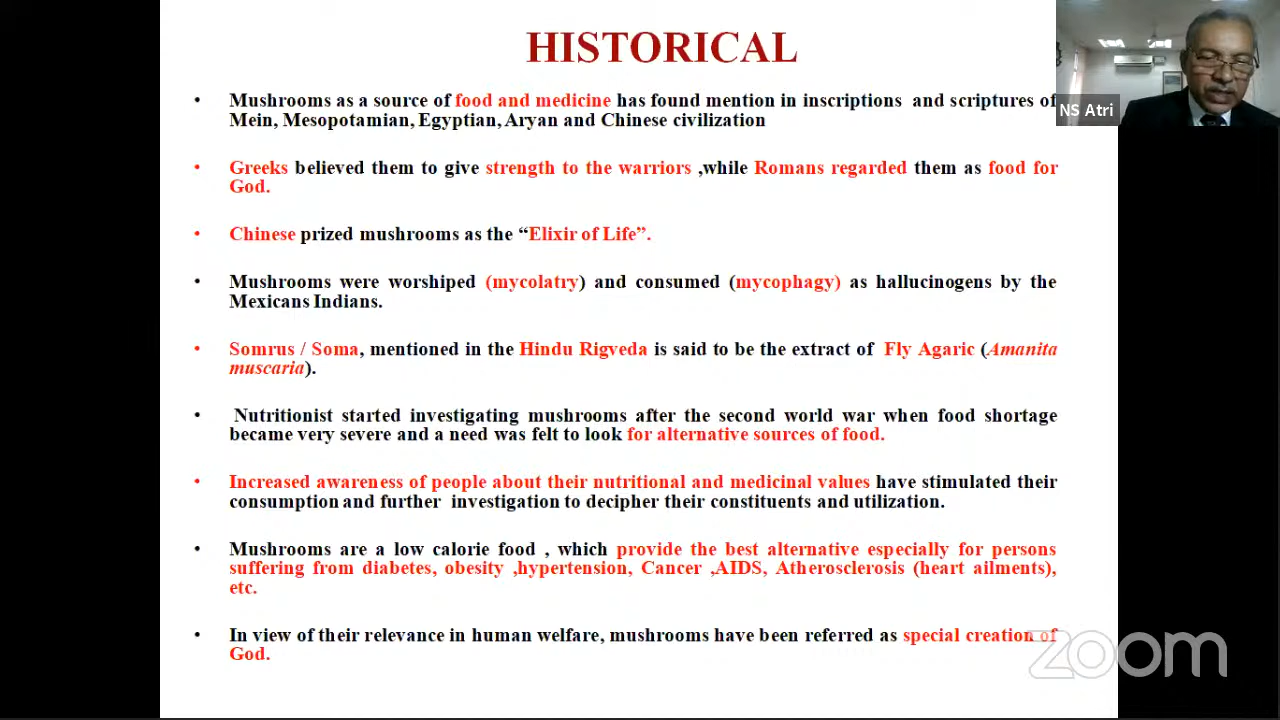 HISTORICAL
• Mushrooms as a source of food and medicine has found mention in inscriptions and scriptures of
Mein, Mesopotamian, Egyptian, Aryan and Chinese civilization
• Greeks believed them to give strength to the warriors ,while Romans regarded them as food for
God.
• Chinese prized mushrooms as the “Elixir of Life”.
• Mushrooms were worshiped (mycolatry) and consumed (mycophagy) as hallucinogens by the
Mexicans Indians.
• Somrus / Soma, mentioned in the Hindu Rigveda is said to be the extract of Fly Agaric (Amanita
muscaria).
• Nutritionist started investigating mushrooms after the second world war when food shortage
became very severe and a need was felt to look for alternative sources of food.
• Increased awareness of people about their nutritional and medicinal values have stimulated their
consumption and further investigation to decipher their constituents and utilization.
• Mushrooms are a low calorie food , which provide the best alternative especially for persons
suffering from diabetes, obesity ,hypertension, Cancer ,AIDS, Atherosclerosis (heart ailments),
etc.
• In view of their relevance in human welfare, mushrooms have been referred as special creation of
God.
NS Atri
zoom